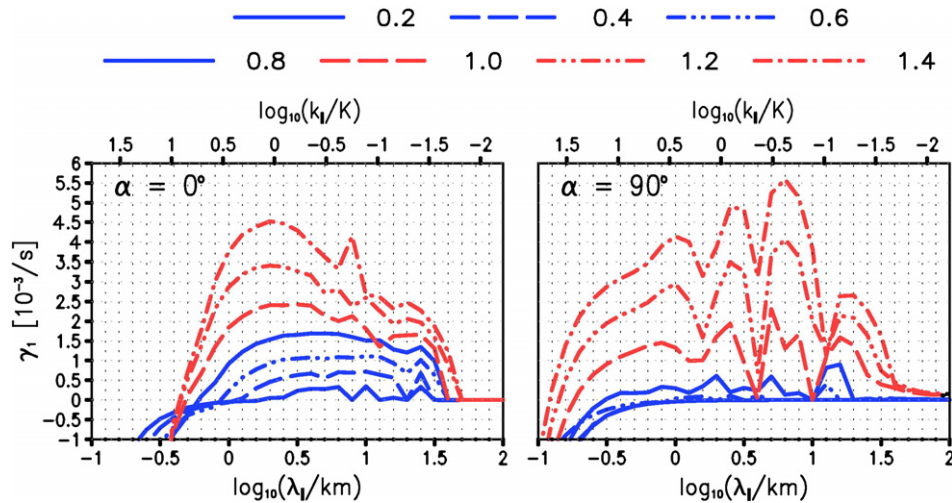 0.2 0.4 0.6
0.8 1.0 1.2 1.4
log₁₀(k∥/K) log₁₀(k∥/K)
1.5 1 0.5 0 −0.5 −1 −1.5 −2 1.5 1 0.5 0 −0.5 −1 −1.5 −2
α = 0° α = 90°
γ₁ [10⁻³/s]
6
5.5
5
4.5
4
3.5
3
2.5
2
1.5
1
0.5
0
−0.5
−1
−1 −0.5 0 0.5 1 1.5 2 −1 −0.5 0 0.5 1 1.5 2
log₁₀(λ∥/km) log₁₀(λ∥/km)